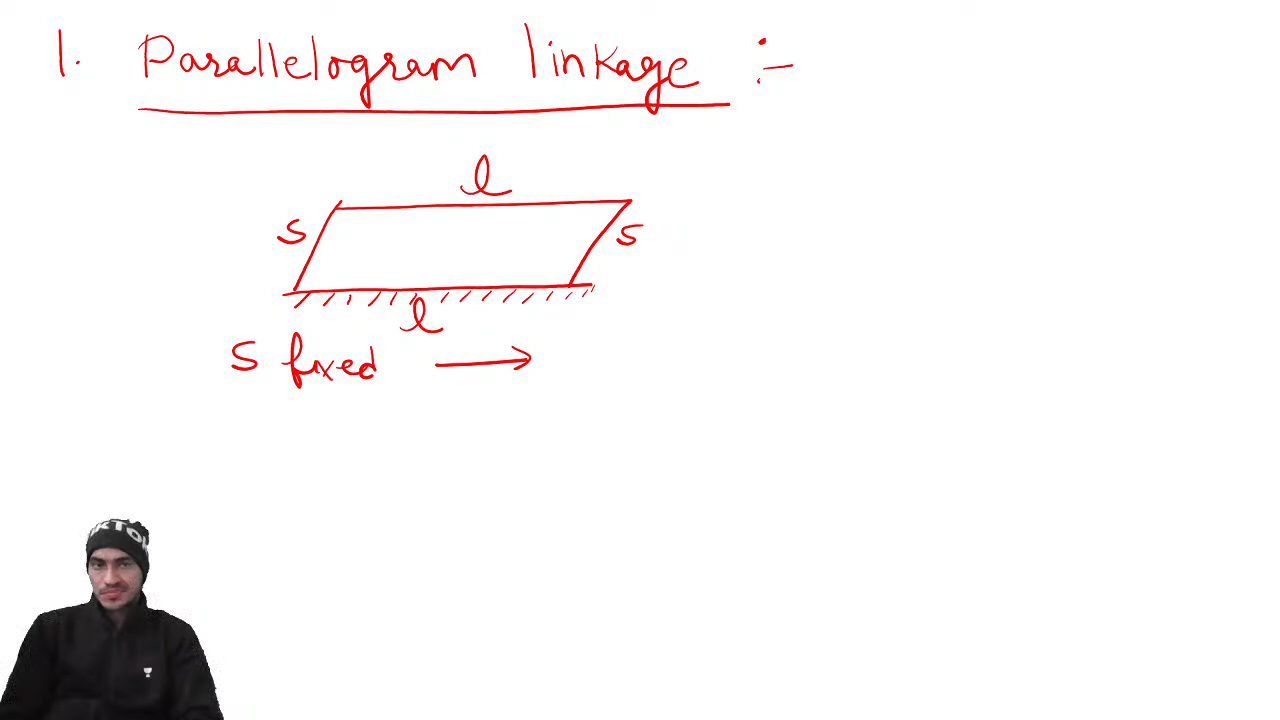 1. Parallelogram linkage :-
l
s s
l
S fixed →